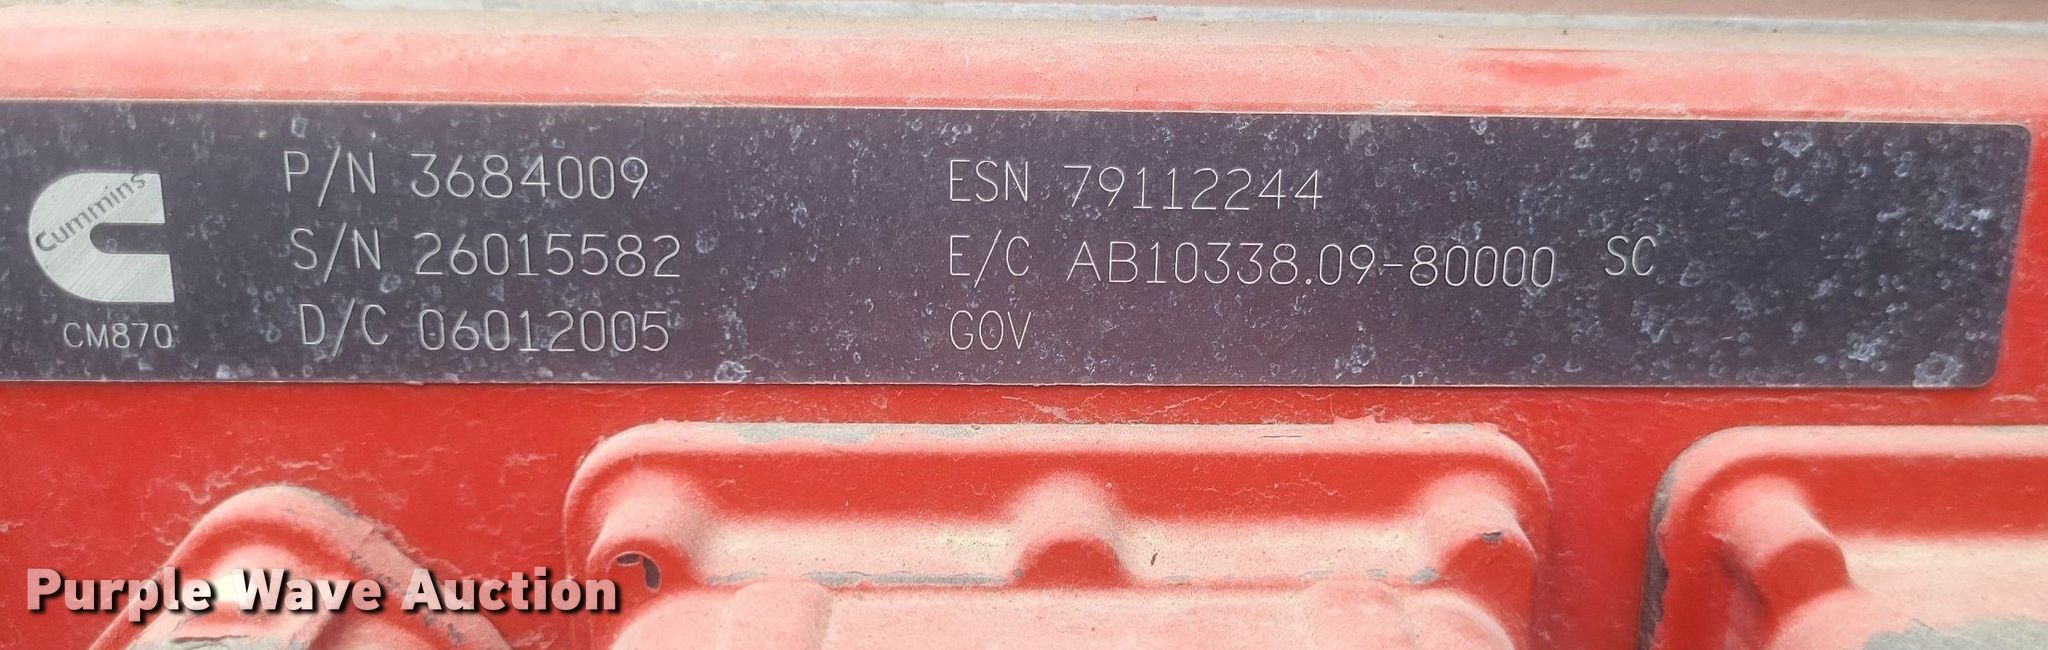 Cummins
CM870
P/N 3684009
S/N 26015582
D/C 06012005
ESN 79112244
E/C AB10338.09-80000 SC
GOV
Purple Wave Auction